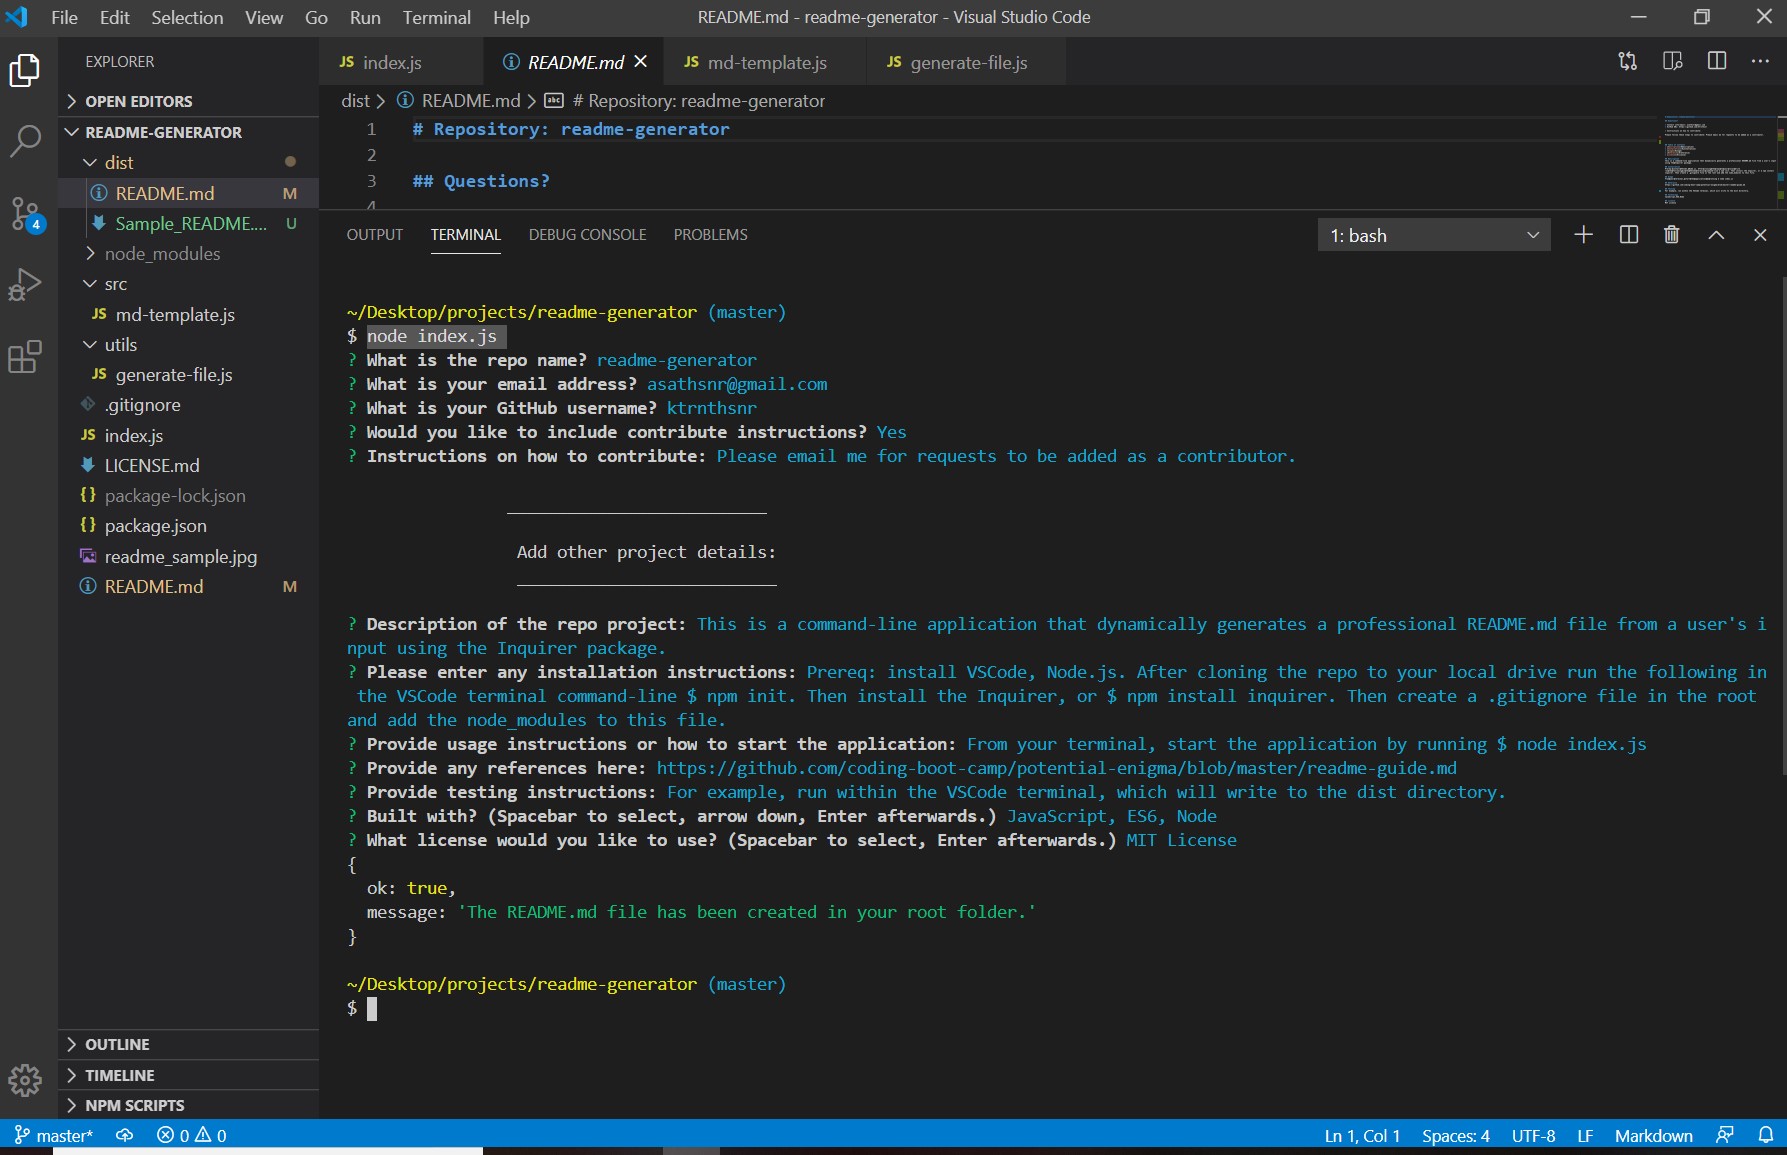 File Edit Selection View Go Run Terminal Help
README.md - readme-generator - Visual Studio Code
EXPLORER
OPEN EDITORS
README-GENERATOR
dist
README.md M
Sample_README.... U
node_modules
src
JS md-template.js
utils
JS generate-file.js
.gitignore
JS index.js
LICENSE.md
{} package-lock.json
{} package.json
readme_sample.jpg
README.md M
OUTLINE
TIMELINE
NPM SCRIPTS
4
JS index.js README.md JS md-template.js JS generate-file.js
dist > README.md > abc # Repository: readme-generator
1 # Repository: readme-generator
2
3 ## Questions?
4
OUTPUT TERMINAL DEBUG CONSOLE PROBLEMS
1: bash
~/Desktop/projects/readme-generator (master)
$ node index.js
? What is the repo name? readme-generator
? What is your email address? asathsnr@gmail.com
? What is your GitHub username? ktrnthsnr
? Would you like to include contribute instructions? Yes
? Instructions on how to contribute: Please email me for requests to be added as a contributor.
__________________________
Add other project details:
__________________________
? Description of the repo project: This is a command-line application that dynamically generates a professional README.md file from a user's i
nput using the Inquirer package.
? Please enter any installation instructions: Prereq: install VSCode, Node.js. After cloning the repo to your local drive run the following in
the VSCode terminal command-line $ npm init. Then install the Inquirer, or $ npm install inquirer. Then create a .gitignore file in the root
and add the node_modules to this file.
? Provide usage instructions or how to start the application: From your terminal, start the application by running $ node index.js
? Provide any references here: https://github.com/coding-boot-camp/potential-enigma/blob/master/readme-guide.md
? Provide testing instructions: For example, run within the VSCode terminal, which will write to the dist directory.
? Built with? (Spacebar to select, arrow down, Enter afterwards.) JavaScript, ES6, Node
? What license would you like to use? (Spacebar to select, Enter afterwards.) MIT License
{
ok: true,
message: 'The README.md file has been created in your root folder.'
}
~/Desktop/projects/readme-generator (master)
$
master* 0 0
Ln 1, Col 1 Spaces: 4 UTF-8 LF Markdown